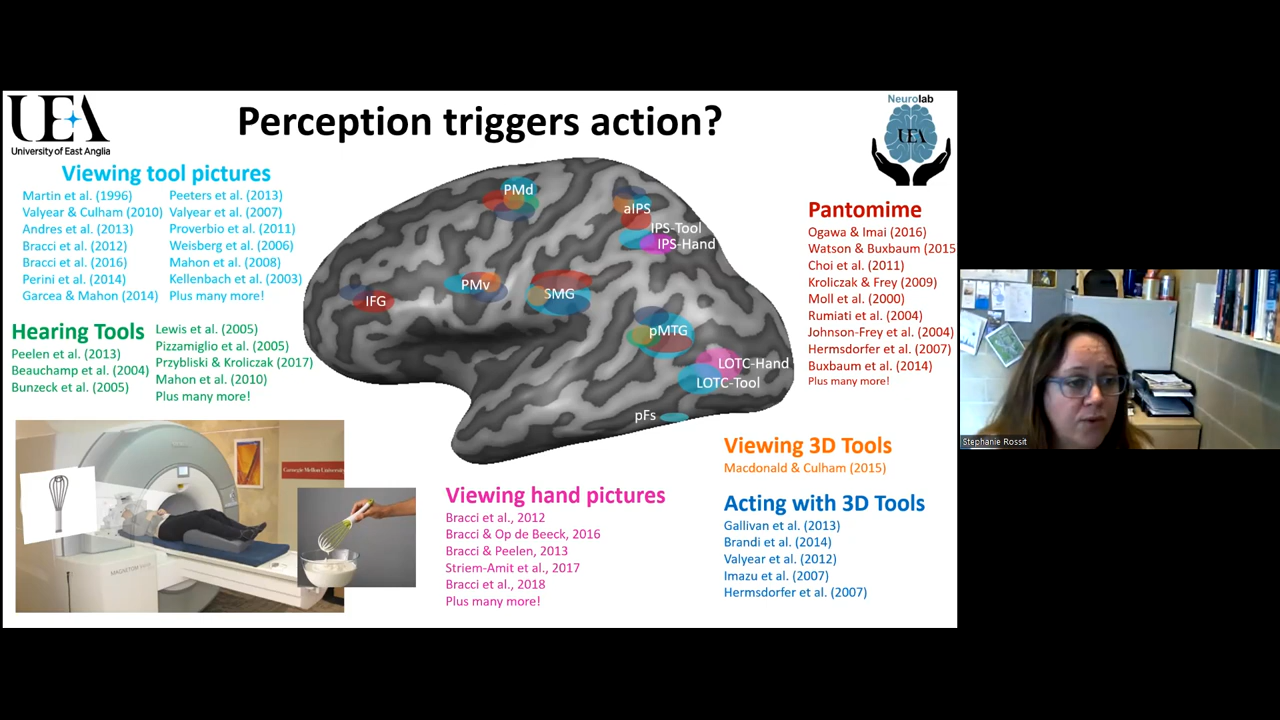 UEA
University of East Anglia
Perception triggers action?
Neurolab
UEA
Viewing tool pictures
Martin et al. (1996)
Valyear & Culham (2010)
Andres et al. (2013)
Bracci et al. (2012)
Bracci et al. (2016)
Perini et al. (2014)
Garcea & Mahon (2014)
Peeters et al. (2013)
Valyear et al. (2007)
Proverbio et al. (2011)
Weisberg et al. (2006)
Mahon et al. (2008)
Kellenbach et al. (2003)
Plus many more!
Hearing Tools
Peelen et al. (2013)
Beauchamp et al. (2004)
Bunzeck et al. (2005)
Lewis et al. (2005)
Pizzamiglio et al. (2005)
Przybliski & Kroliczak (2017)
Mahon et al. (2010)
Plus many more!
PMd
aIPS
IPS-Tool
IPS-Hand
PMv
SMG
IFG
pMTG
LOTC-Hand
LOTC-Tool
pFs
Pantomime
Ogawa & Imai (2016)
Watson & Buxbaum (2015
Choi et al. (2011)
Kroliczak & Frey (2009)
Moll et al. (2000)
Rumiati et al. (2004)
Johnson-Frey et al. (2004)
Hermsdorfer et al. (2007)
Buxbaum et al. (2014)
Plus many more!
Viewing 3D Tools
Macdonald & Culham (2015)
Acting with 3D Tools
Gallivan et al. (2013)
Brandi et al. (2014)
Valyear et al. (2012)
Imazu et al. (2007)
Hermsdorfer et al. (2007)
Viewing hand pictures
Bracci et al., 2012
Bracci & Op de Beeck, 2016
Bracci & Peelen, 2013
Striem-Amit et al., 2017
Bracci et al., 2018
Plus many more!
Carnegie Mellon University
MAGNETOM
Stephanie Rossit